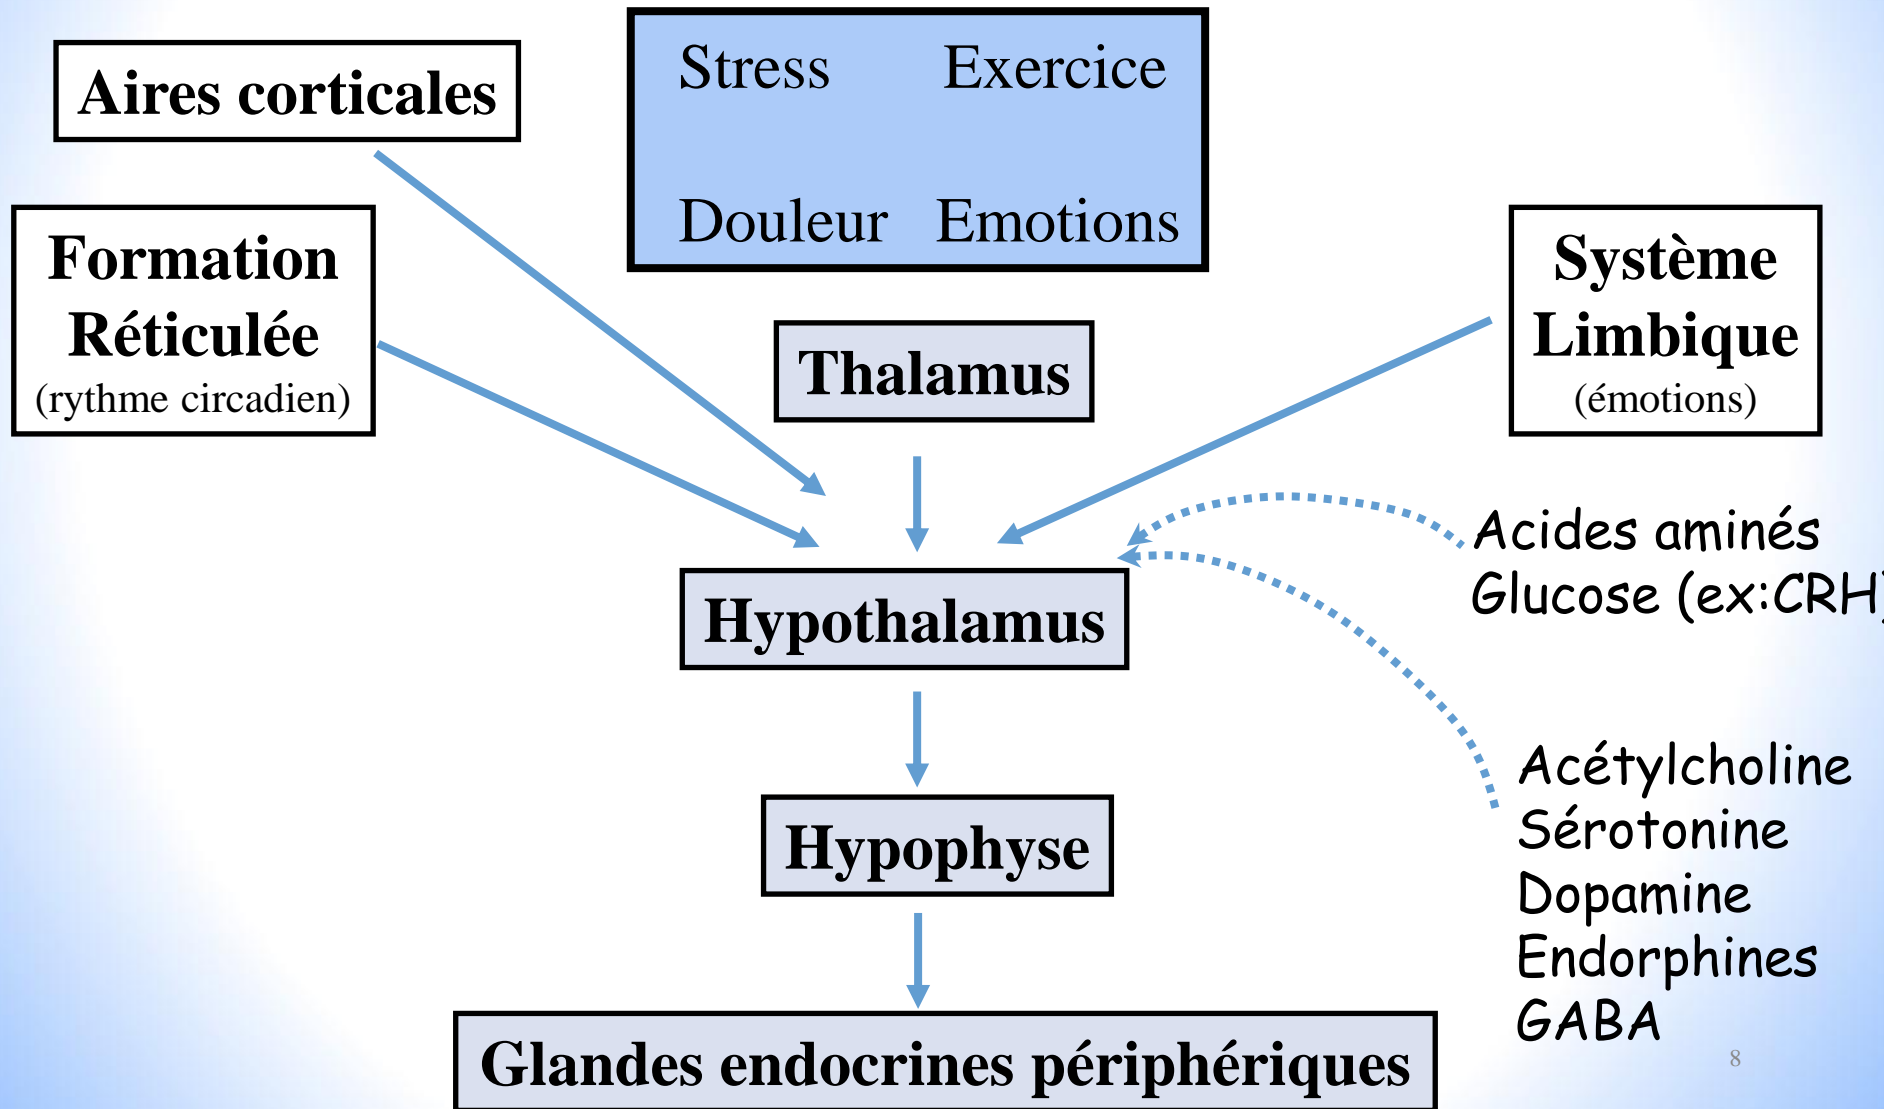 Aires corticales
Stress Exercice
Douleur Emotions
Formation
Réticulée
(rythme circadien)
Thalamus
Système
Limbique
(émotions)
Acides aminés
Glucose (ex:CRH)
Hypothalamus
Hypophyse
Acétylcholine
Sérotonine
Dopamine
Endorphines
GABA
Glandes endocrines périphériques
8